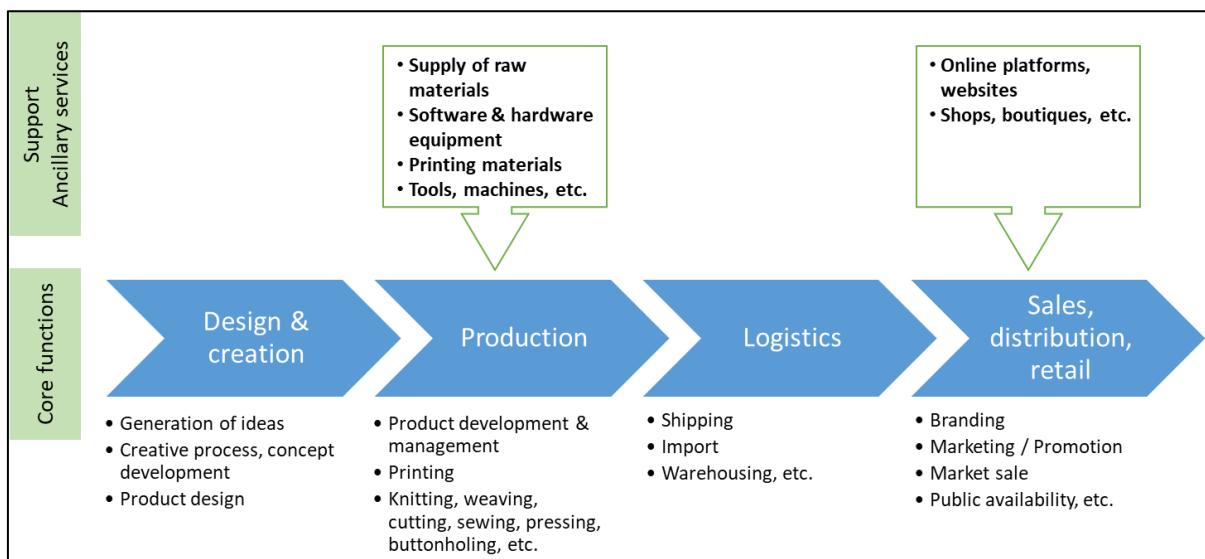 Support
Ancillary services
• Supply of raw
materials
• Software & hardware
equipment
• Printing materials
• Tools, machines, etc.
• Online platforms,
websites
• Shops, boutiques, etc.
Core functions
Design &
creation
Production
Logistics
Sales,
distribution,
retail
• Generation of ideas
• Creative process, concept
development
• Product design
• Product development &
management
• Printing
• Knitting, weaving,
cutting, sewing, pressing,
buttonholing, etc.
• Shipping
• Import
• Warehousing, etc.
• Branding
• Marketing / Promotion
• Market sale
• Public availability, etc.